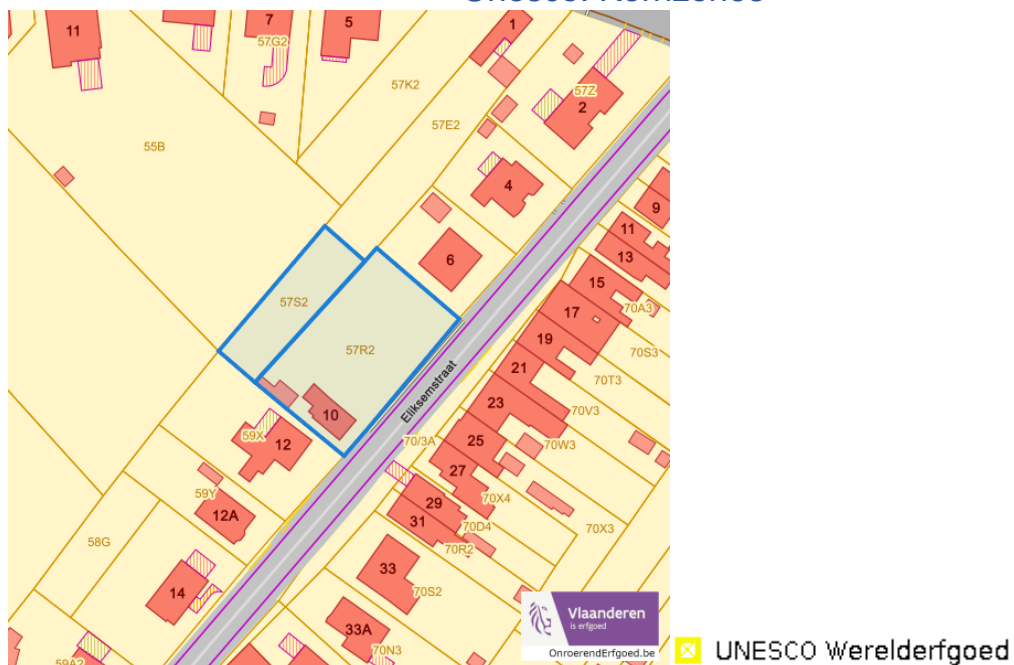 11
7
5
1
57G2
57K2
57Z
2
57E2
55B
4
9
11
6
13
15
57S2
70A3
17
57R2
19
70S3
21
70T3
Eliksemstraat
23
70V3
10
59X
12
70/3A
25
70W3
27
59Y
29
70X4
12A
31
70D4
70X3
58G
70R2
33
14
70S2
33A
Vlaanderen
is erfgoed
70N3
OnroerendErfgoed.be
UNESCO Werelderfgoed
59A2